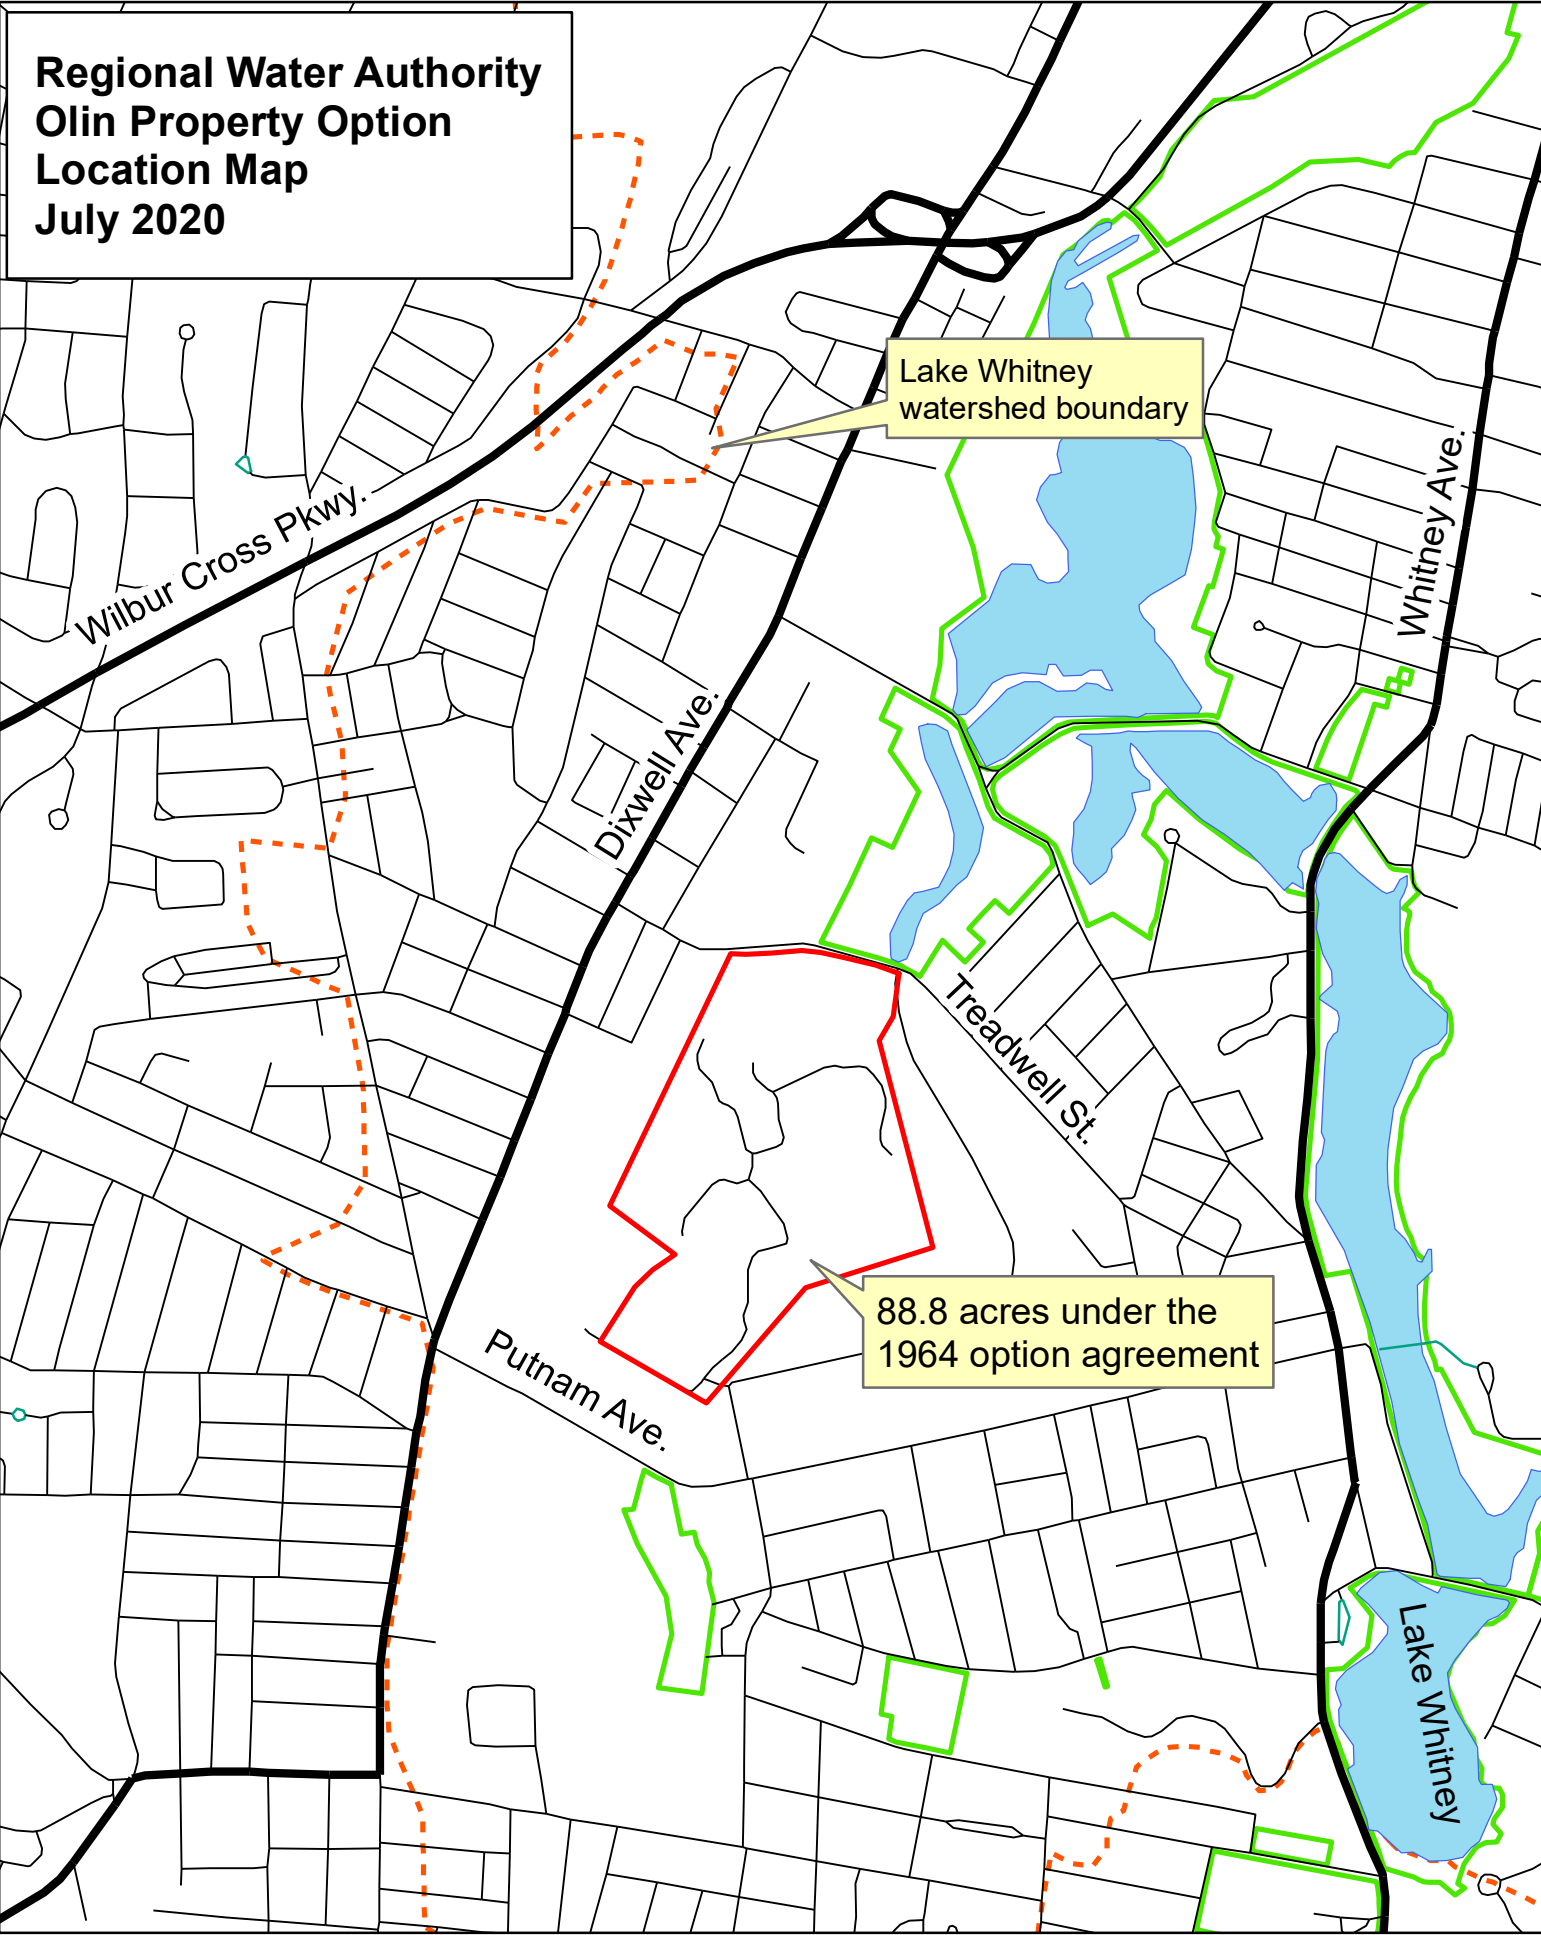 Regional Water Authority
Olin Property Option
Location Map
July 2020
Lake Whitney
watershed boundary
Whitney Ave.
Wilbur Cross Pkwy.
Dixwell Ave.
Treadwell St.
88.8 acres under the
1964 option agreement
Putnam Ave.
Lake Whitney